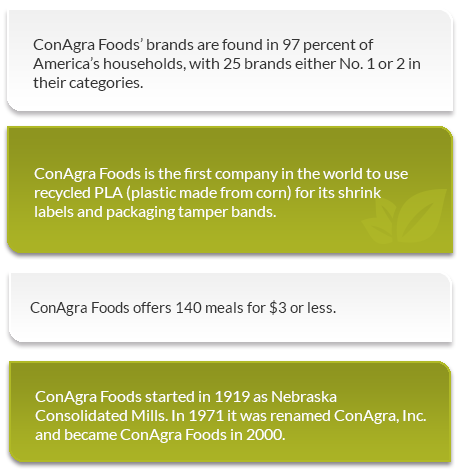 ConAgra Foods’ brands are found in 97 percent of
America’s households, with 25 brands either No. 1 or 2 in
their categories.
ConAgra Foods is the first company in the world to use
recycled PLA (plastic made from corn) for its shrink
labels and packaging tamper bands.
ConAgra Foods offers 140 meals for $3 or less.
ConAgra Foods started in 1919 as Nebraska
Consolidated Mills. In 1971 it was renamed ConAgra, Inc.
and became ConAgra Foods in 2000.